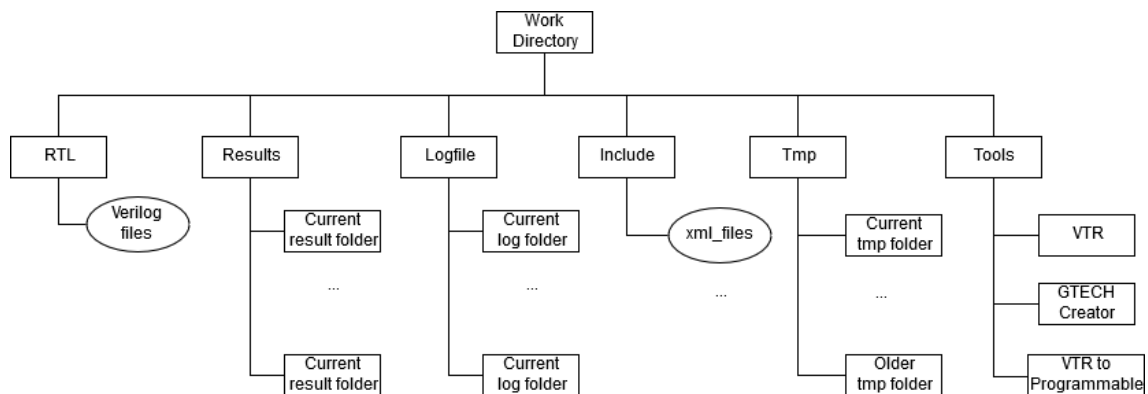 Work
Directory
RTL
Results
Logfile
Include
Tmp
Tools
Verilog
files
Current
result folder
Current
log folder
xml_files
Current
tmp folder
VTR
...
...
...
...
GTECH
Creator
Current
result folder
Current
log folder
Older
tmp folder
VTR to
Programmable